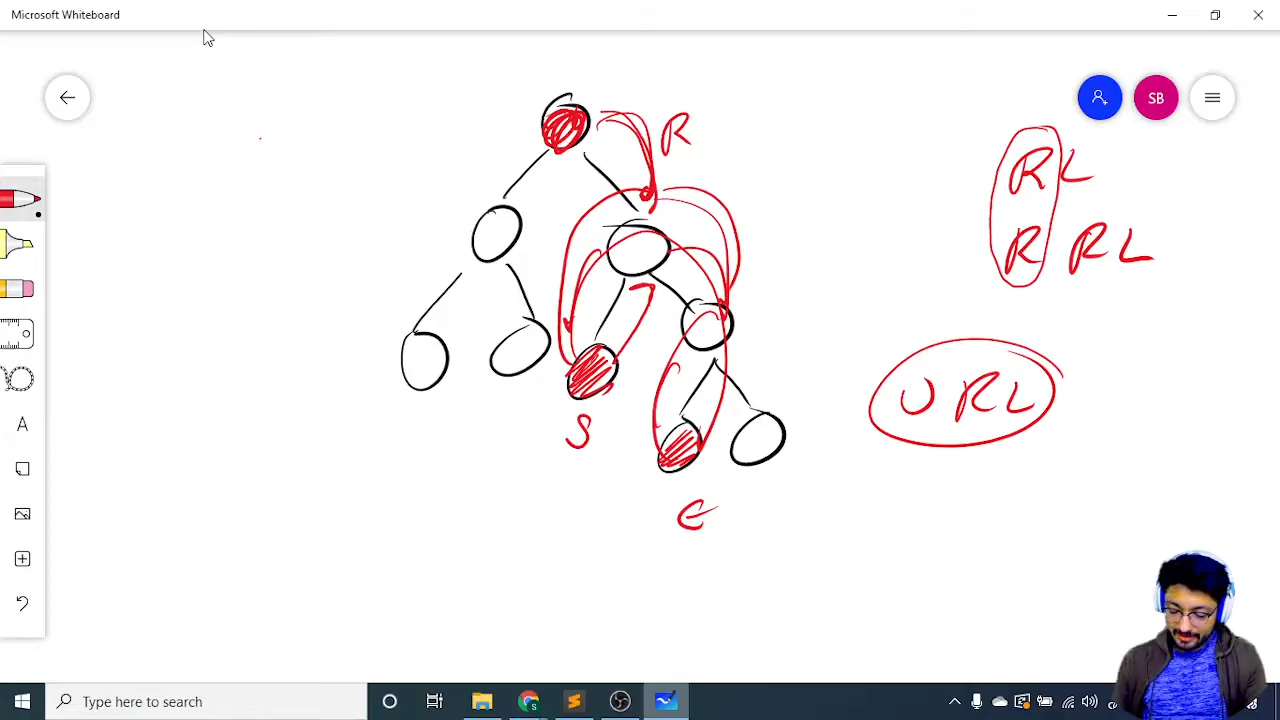 Microsoft Whiteboard
SB
R
RL
R RL
URL
S
E
A
Type here to search